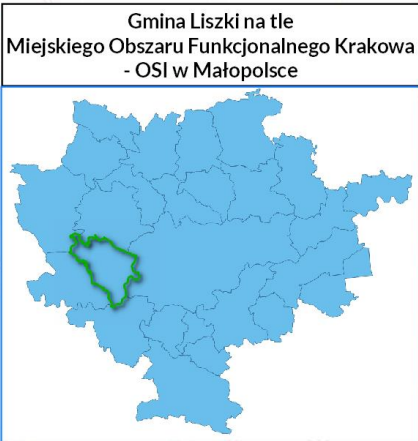 Gmina Liszki na tle
Miejskiego Obszaru Funkcjonalnego Krakowa
- OSI w Małopolsce